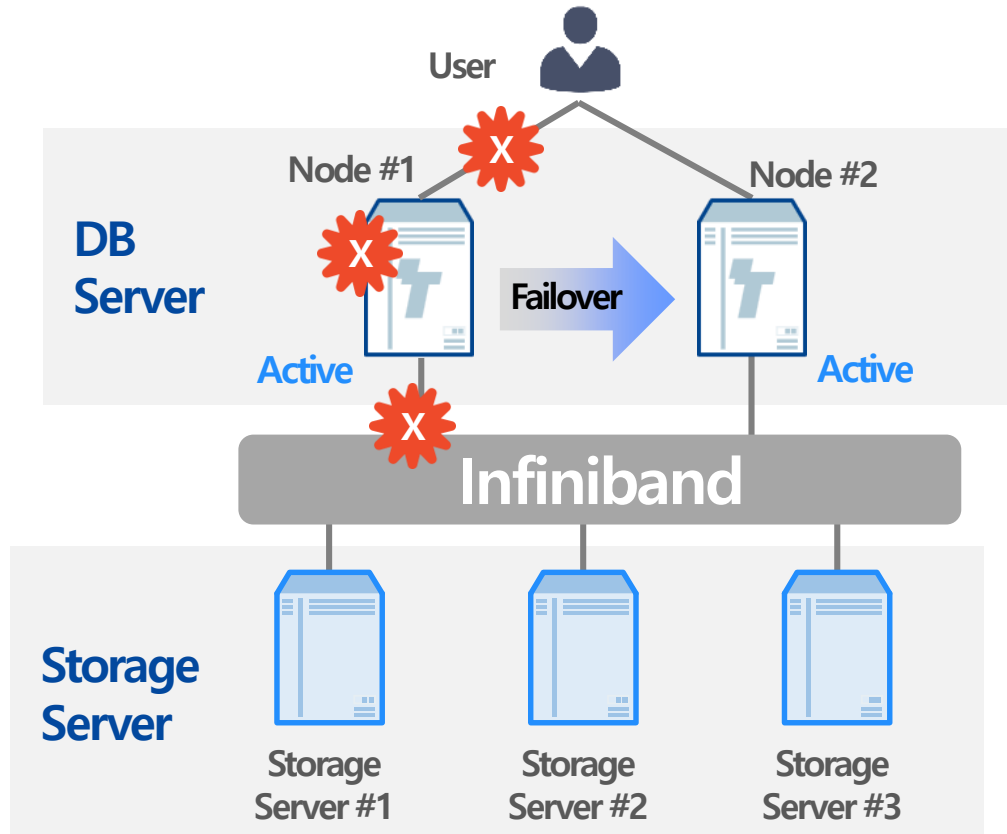 User
X
Node #1
Node #2
DB
Server
X
Failover
Active
Active
X
Infiniband
Storage
Server
Storage
Server #1
Storage
Server #2
Storage
Server #3